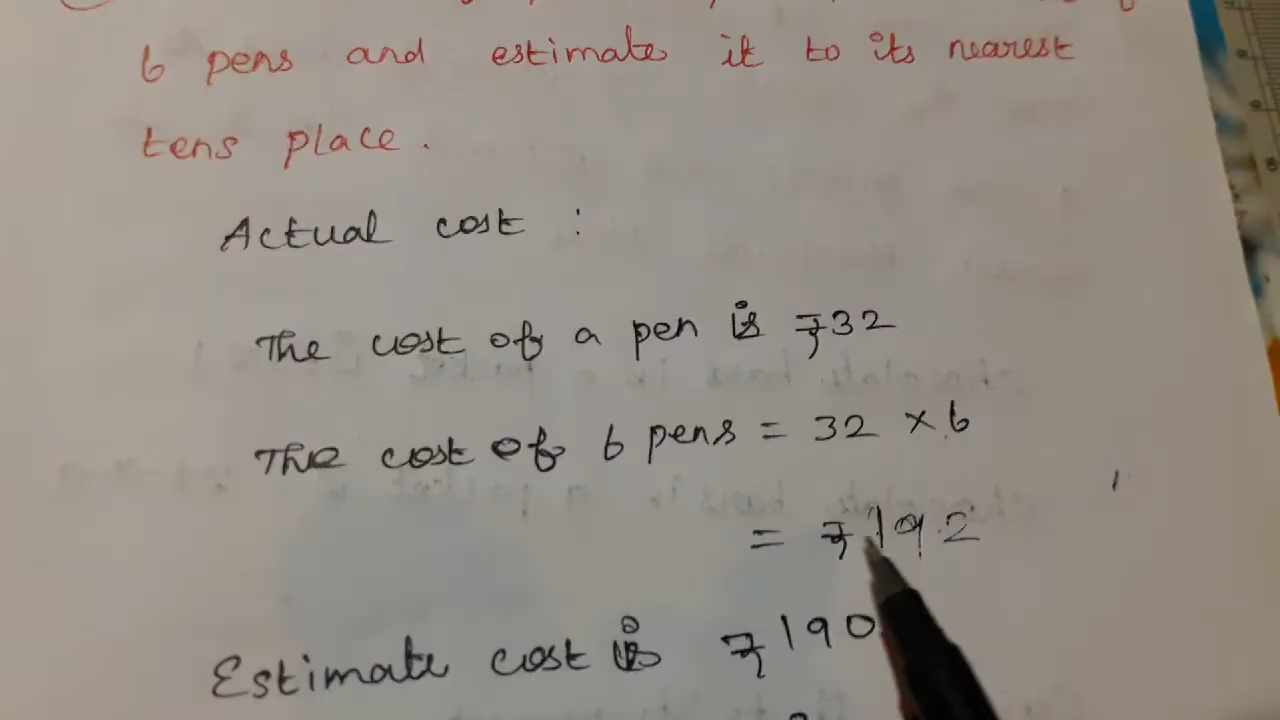 6 pens and estimate it to its nearest
tens place.
Actual cost :
The cost of a pen is ₹32
The cost of 6 pens = 32 × 6
= ₹192
Estimate cost is ₹190